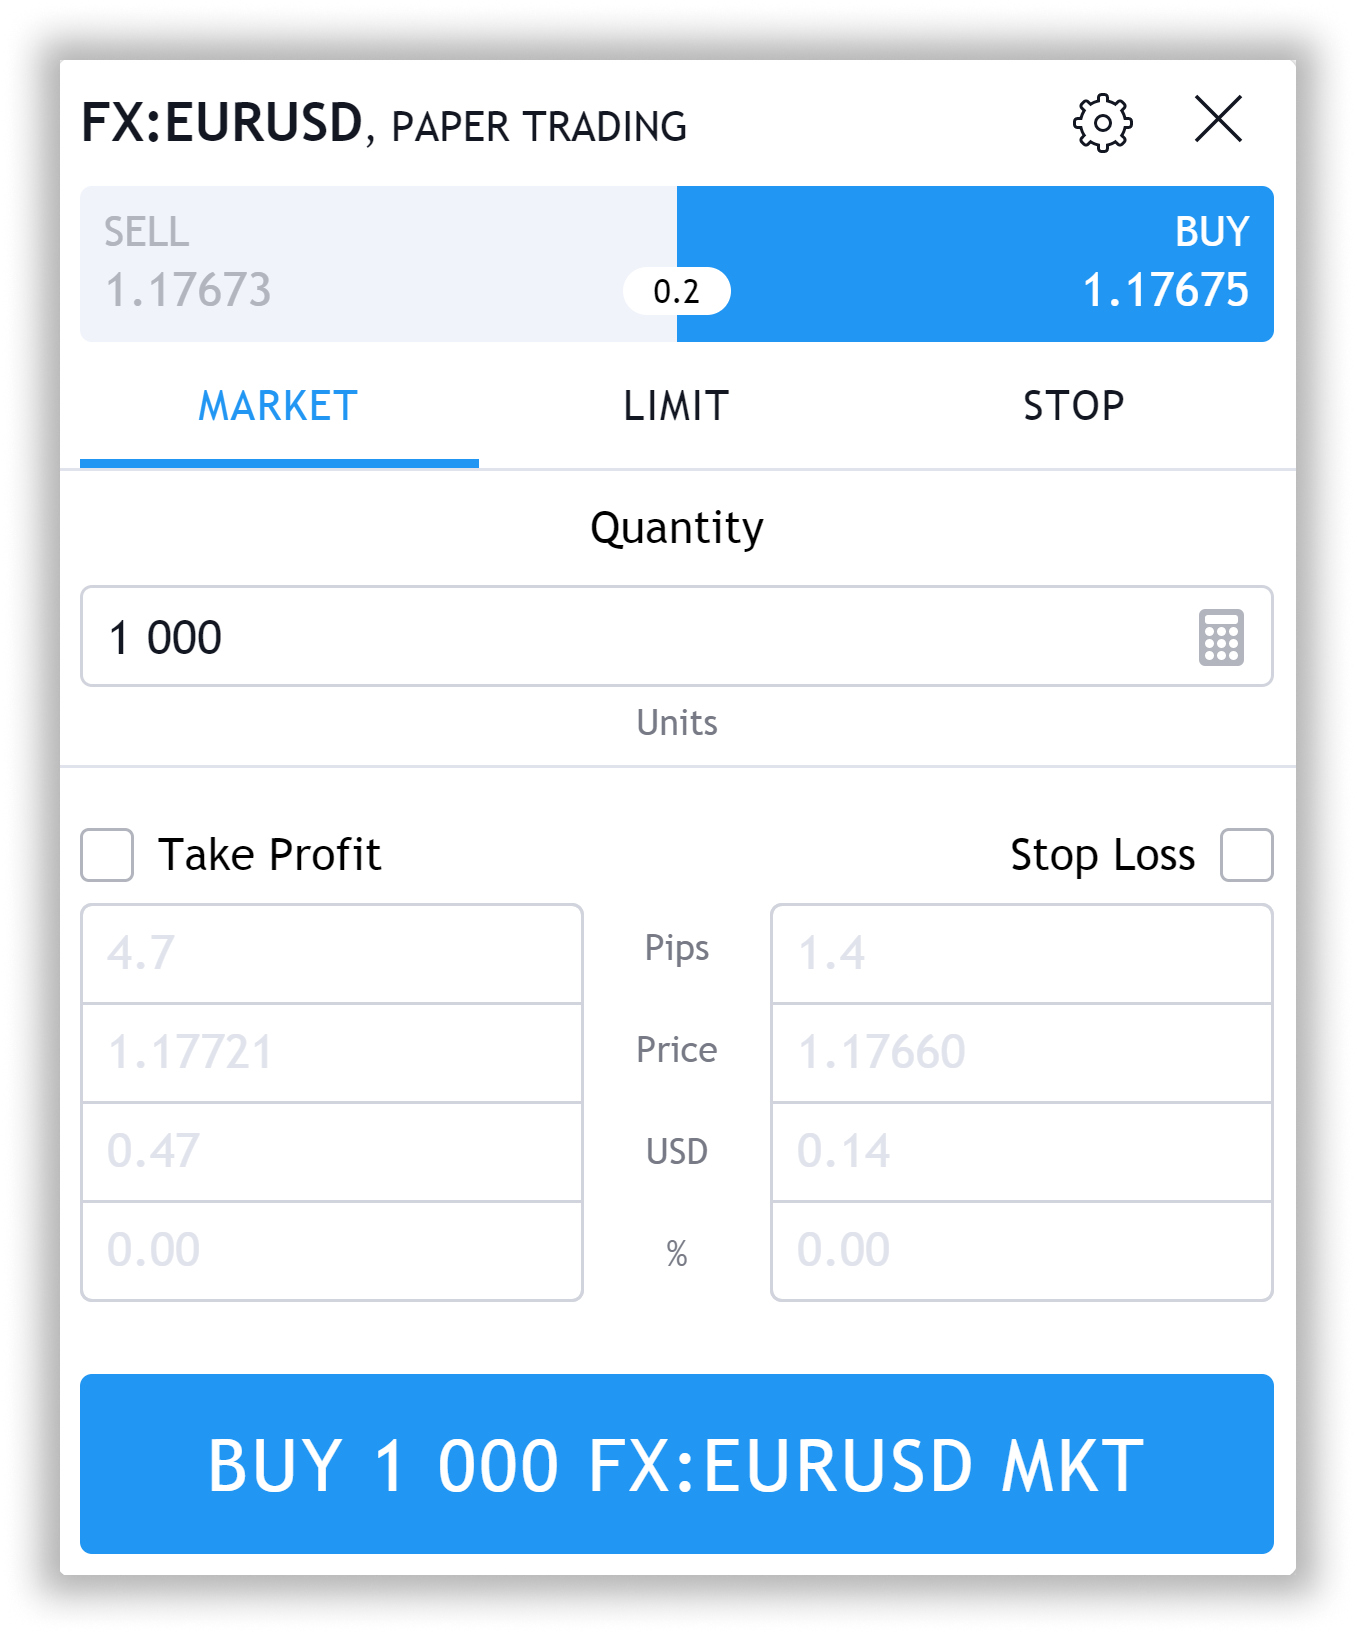 FX:EURUSD, PAPER TRADING
SELL BUY
1.17673 0.2 1.17675
MARKET LIMIT STOP
Quantity
1 000
Units
Take Profit Stop Loss
4.7 Pips 1.4
1.17721 Price 1.17660
0.47 USD 0.14
0.00 % 0.00
BUY 1 000 FX:EURUSD MKT